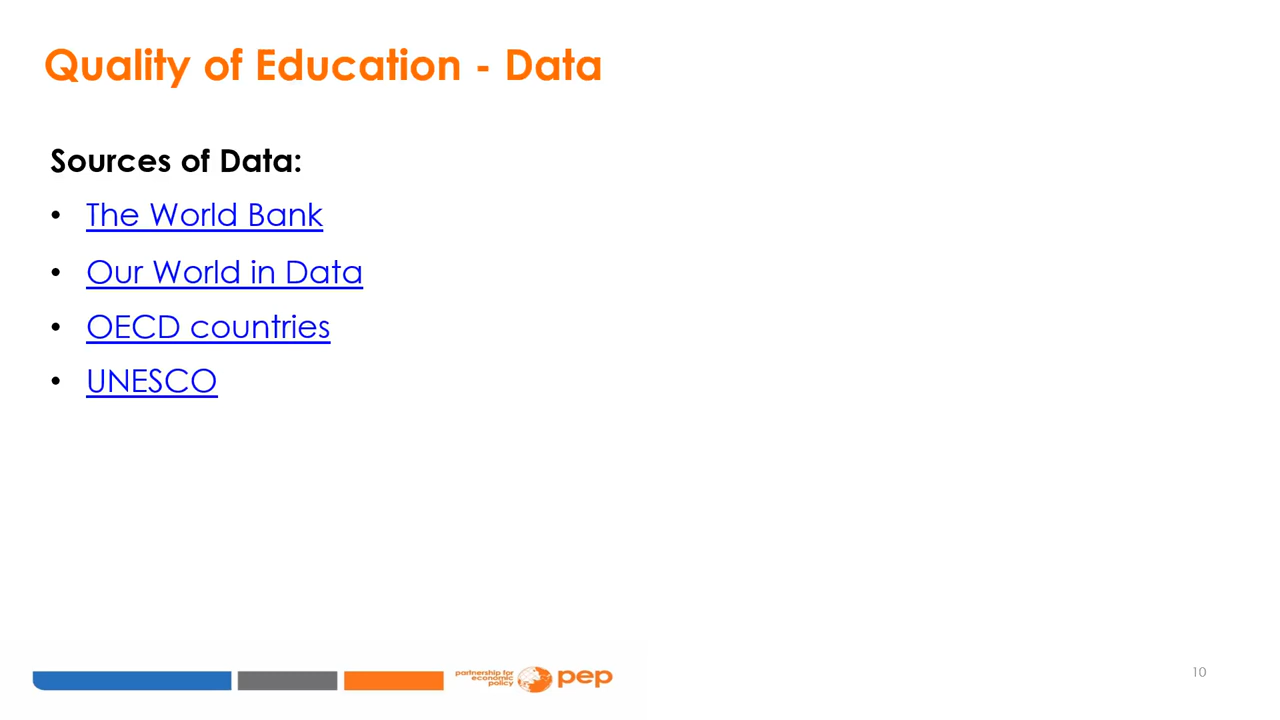 Quality of Education - Data
Sources of Data:
• The World Bank
• Our World in Data
• OECD countries
• UNESCO
partnership for
economic
policy
pep
10